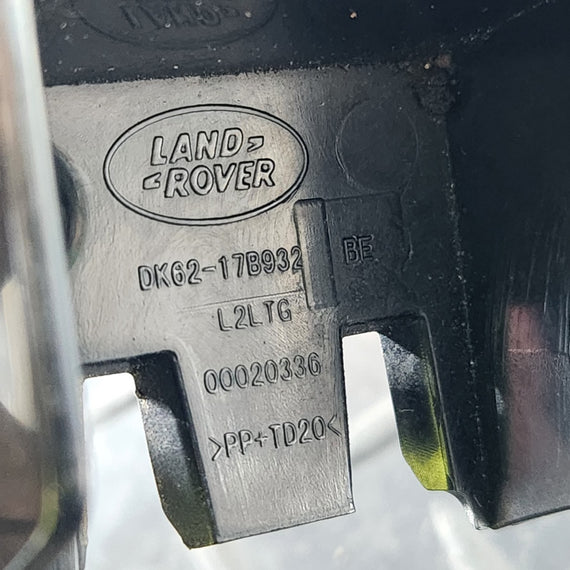 LAND
ROVER
DK62-17B932 BE
L2LTG
00020336
>PP+TD20<